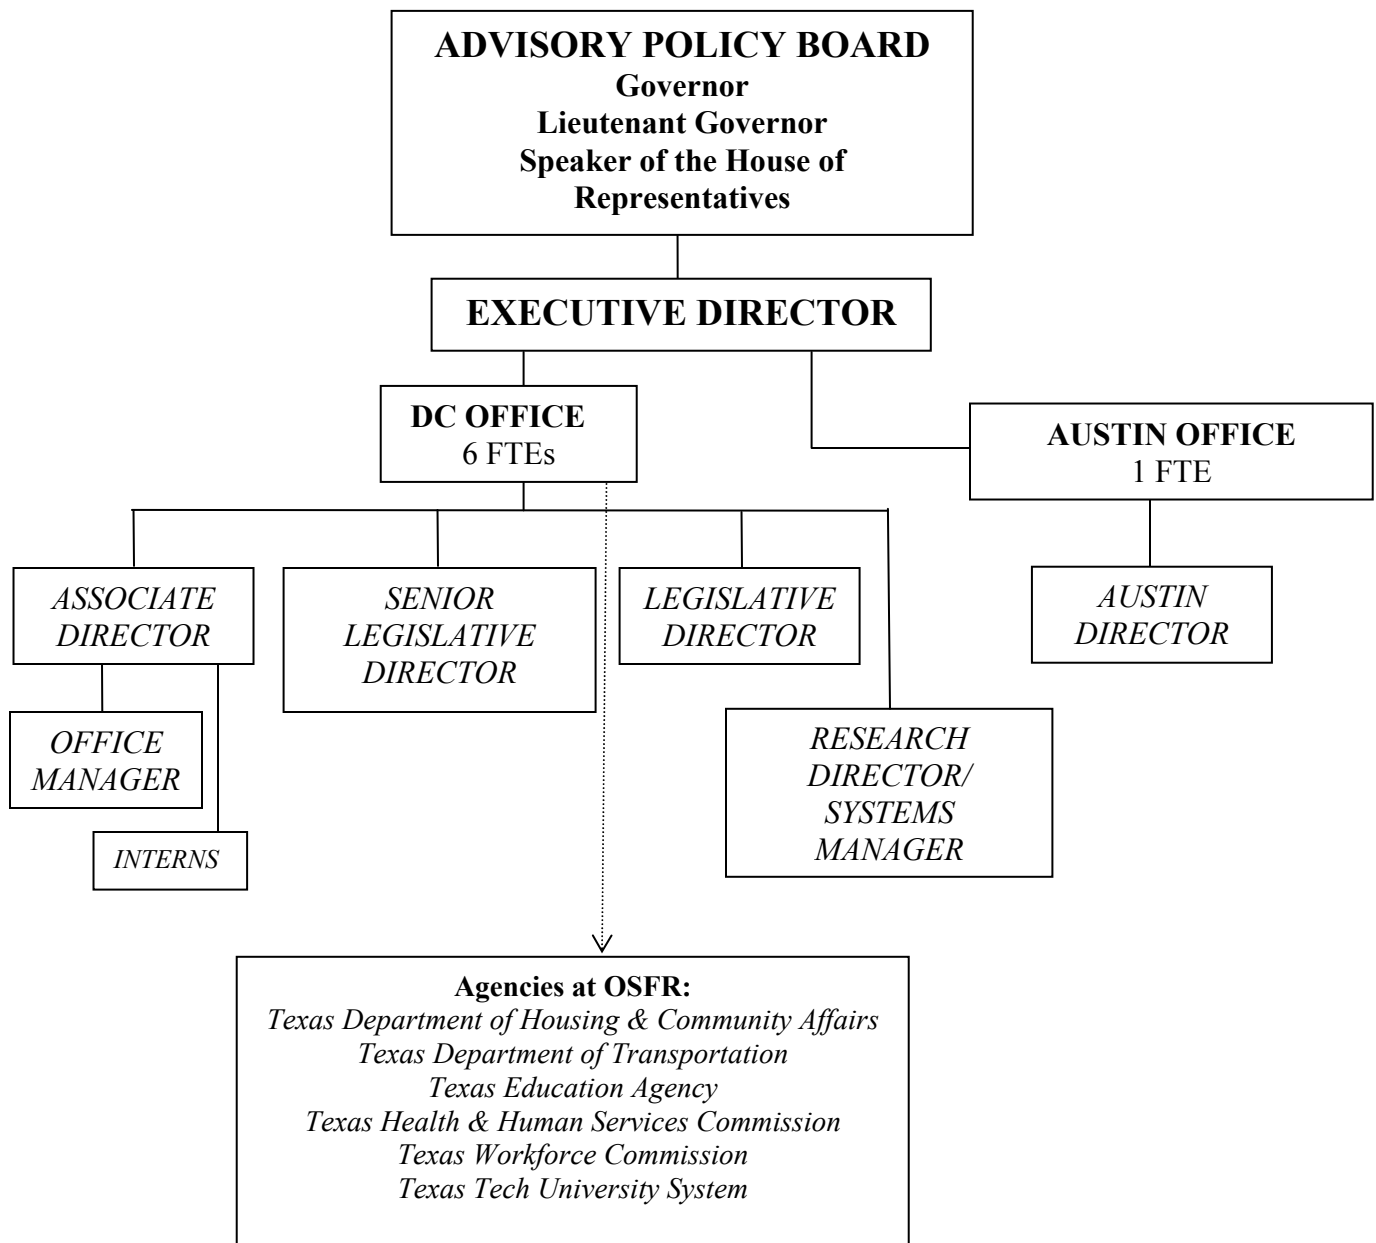 ADVISORY POLICY BOARD
Governor
Lieutenant Governor
Speaker of the House of
Representatives
EXECUTIVE DIRECTOR
DC OFFICE
6 FTEs
AUSTIN OFFICE
1 FTE
ASSOCIATE
DIRECTOR
SENIOR
LEGISLATIVE
DIRECTOR
LEGISLATIVE
DIRECTOR
AUSTIN
DIRECTOR
OFFICE
MANAGER
RESEARCH
DIRECTOR/
SYSTEMS
MANAGER
INTERNS
Agencies at OSFR:
Texas Department of Housing & Community Affairs
Texas Department of Transportation
Texas Education Agency
Texas Health & Human Services Commission
Texas Workforce Commission
Texas Tech University System